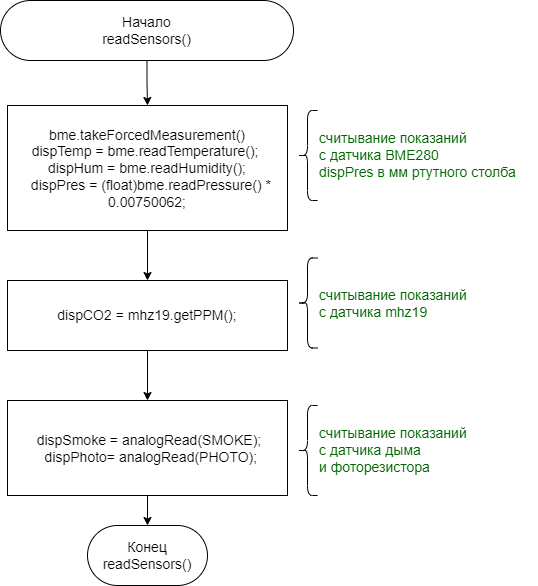 Начало
readSensors()
bme.takeForcedMeasurement()
dispTemp = bme.readTemperature();
dispHum = bme.readHumidity();
dispPres = (float)bme.readPressure() *
0.00750062;
считывание показаний
с датчика BME280
dispPres в мм ртутного столба
dispCO2 = mhz19.getPPM();
считывание показаний
с датчика mhz19
dispSmoke = analogRead(SMOKE);
dispPhoto= analogRead(PHOTO);
считывание показаний
с датчика дыма
и фоторезистора
Конец
readSensors()